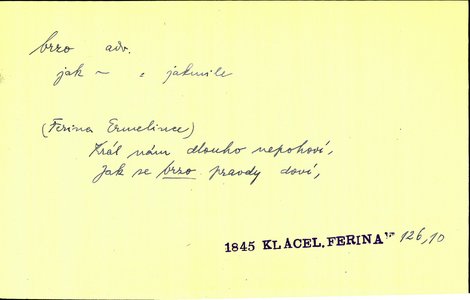 brzo adv.
jak ~ = jakmile
(Ferina Ermelince)
Král nám dlouho nepohoví,
Jak se brzo pravdy doví,
1845 KLÁCEL, FERINA 126,10